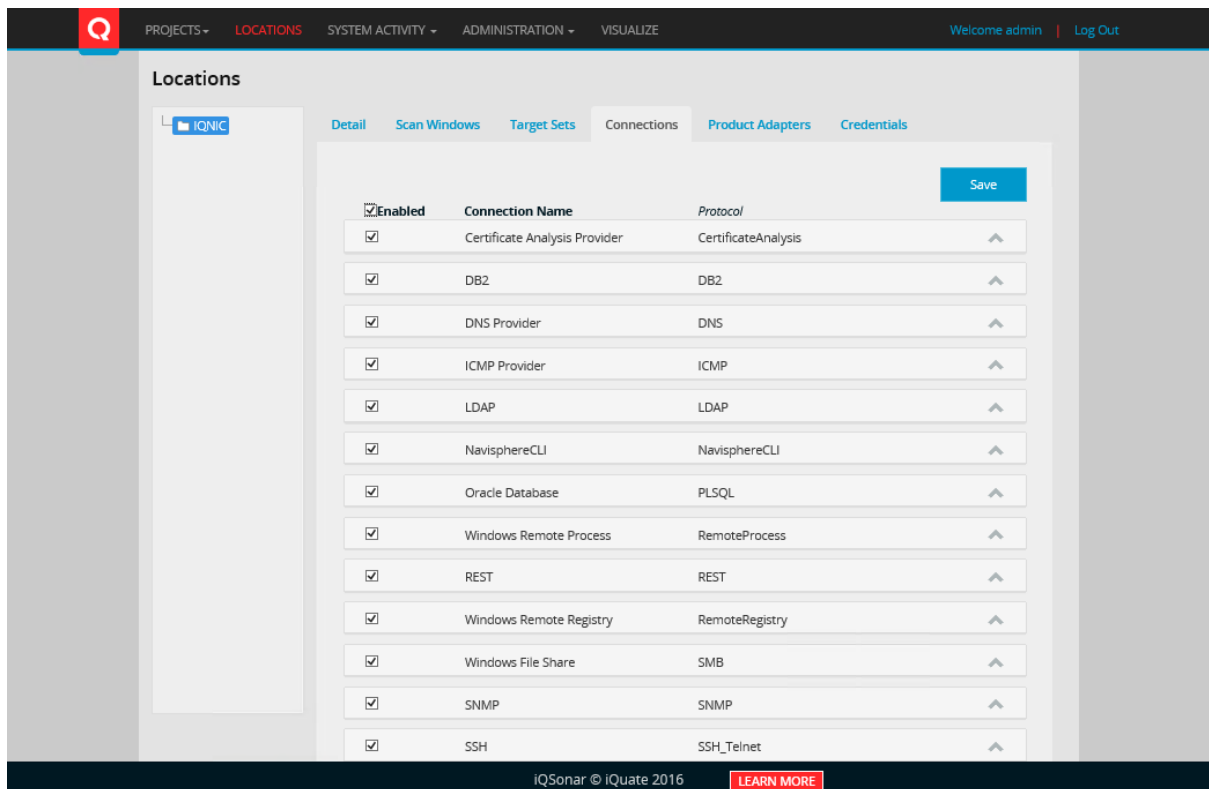 Q PROJECTS LOCATIONS SYSTEM ACTIVITY ADMINISTRATION VISUALIZE Welcome admin | Log Out
Locations
IQNIC
Detail Scan Windows Target Sets Connections Product Adapters Credentials
Save
Enabled Connection Name Protocol
Certificate Analysis Provider CertificateAnalysis
DB2 DB2
DNS Provider DNS
ICMP Provider ICMP
LDAP LDAP
NavisphereCLI NavisphereCLI
Oracle Database PLSQL
Windows Remote Process RemoteProcess
REST REST
Windows Remote Registry RemoteRegistry
Windows File Share SMB
SNMP SNMP
SSH SSH_Telnet
iQSonar © iQuate 2016 LEARN MORE